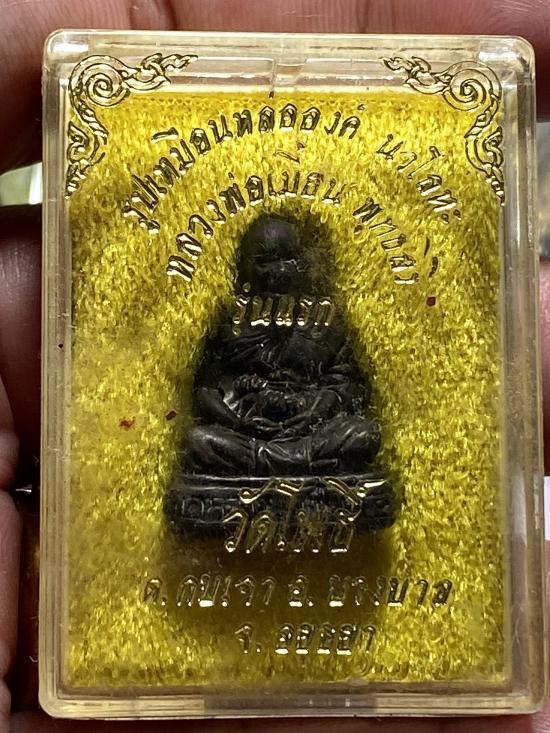 รูปเหมือนหล่อองค์ นาโลหะ
หลวงพ่อเมี้ยน พุทธสิริ
รุ่นแรก
วัดโพธิ์
ต. กบเจา อ. บางบาล
จ. อยุธยา